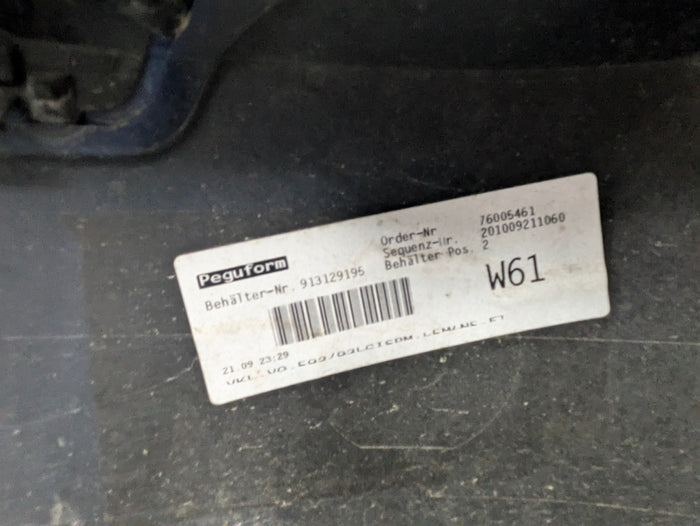 Peguform
Order-Nr 76005461
Sequenz-Nr. 201009211060
Behälter-Nr. 913129195
Behälter Pos. 2
W61
21.09 23:29